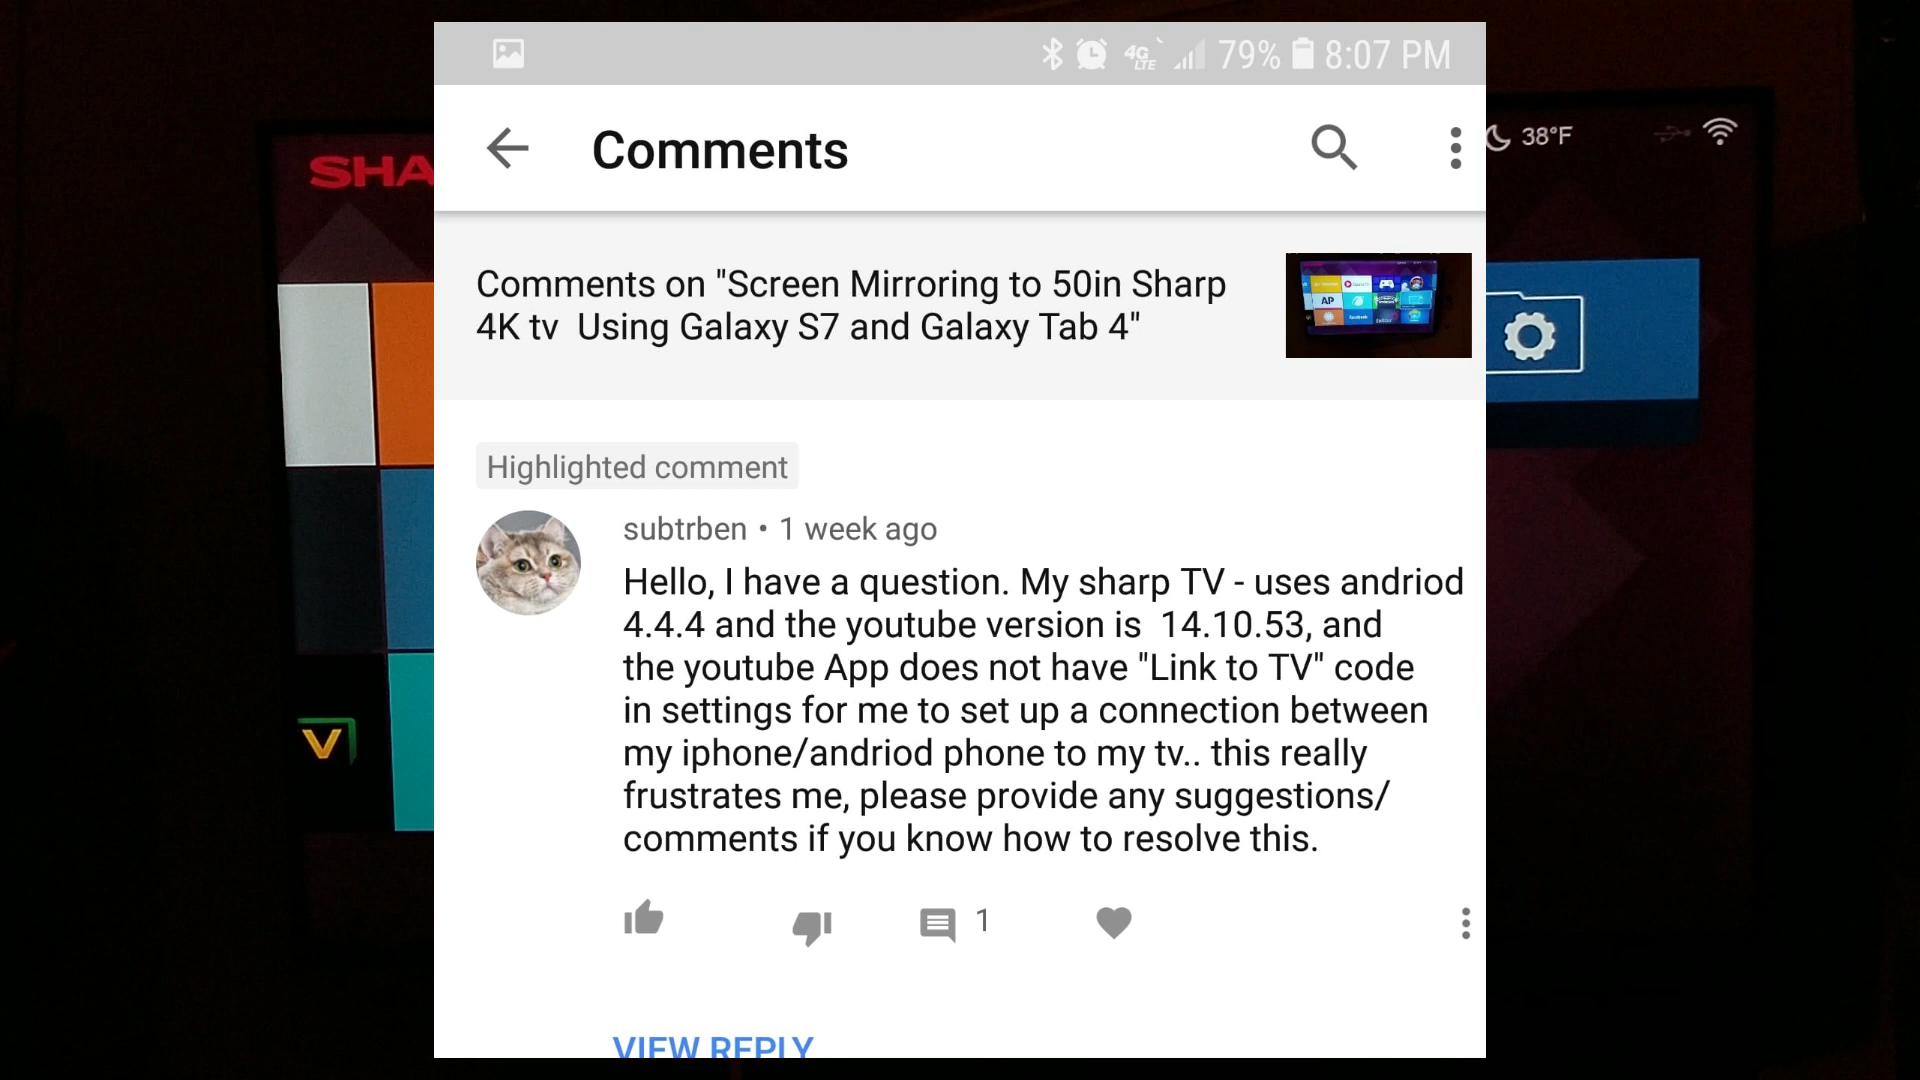 79% 8:07 PM
4G LTE
Comments
SHA
38°F
Comments on "Screen Mirroring to 50in Sharp
4K tv  Using Galaxy S7 and Galaxy Tab 4"
AP
Highlighted comment
subtrben • 1 week ago
Hello, I have a question. My sharp TV - uses andriod
4.4.4 and the youtube version is  14.10.53, and
the youtube App does not have "Link to TV" code
in settings for me to set up a connection between
my iphone/andriod phone to my tv.. this really
frustrates me, please provide any suggestions/
comments if you know how to resolve this.
V
1
VIEW REPLY